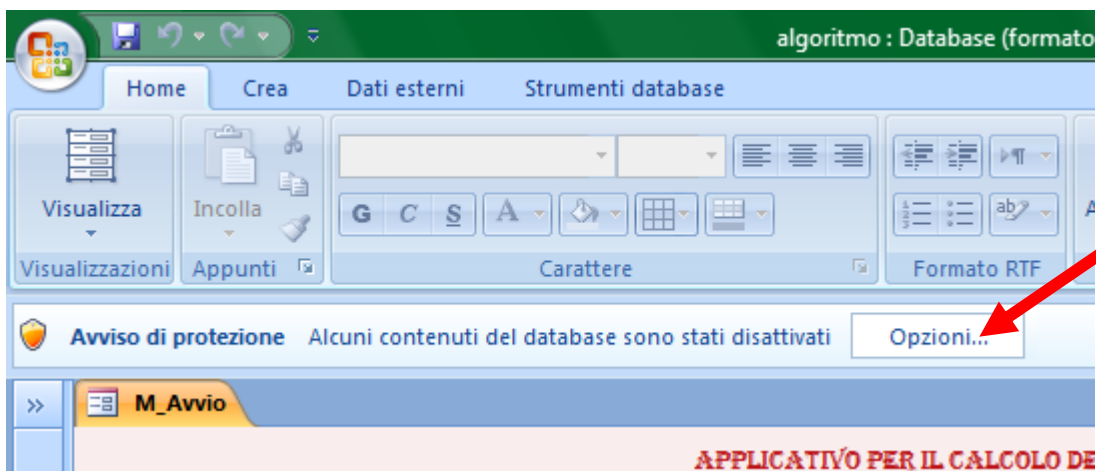 algoritmo : Database (formato
Home Crea Dati esterni Strumenti database
Visualizza Incolla
G C S A ab
Visualizzazioni Appunti Carattere Formato RTF
Avviso di protezione Alcuni contenuti del database sono stati disattivati Opzioni...
M_Avvio
APPLICATIVO PER IL CALCOLO DE